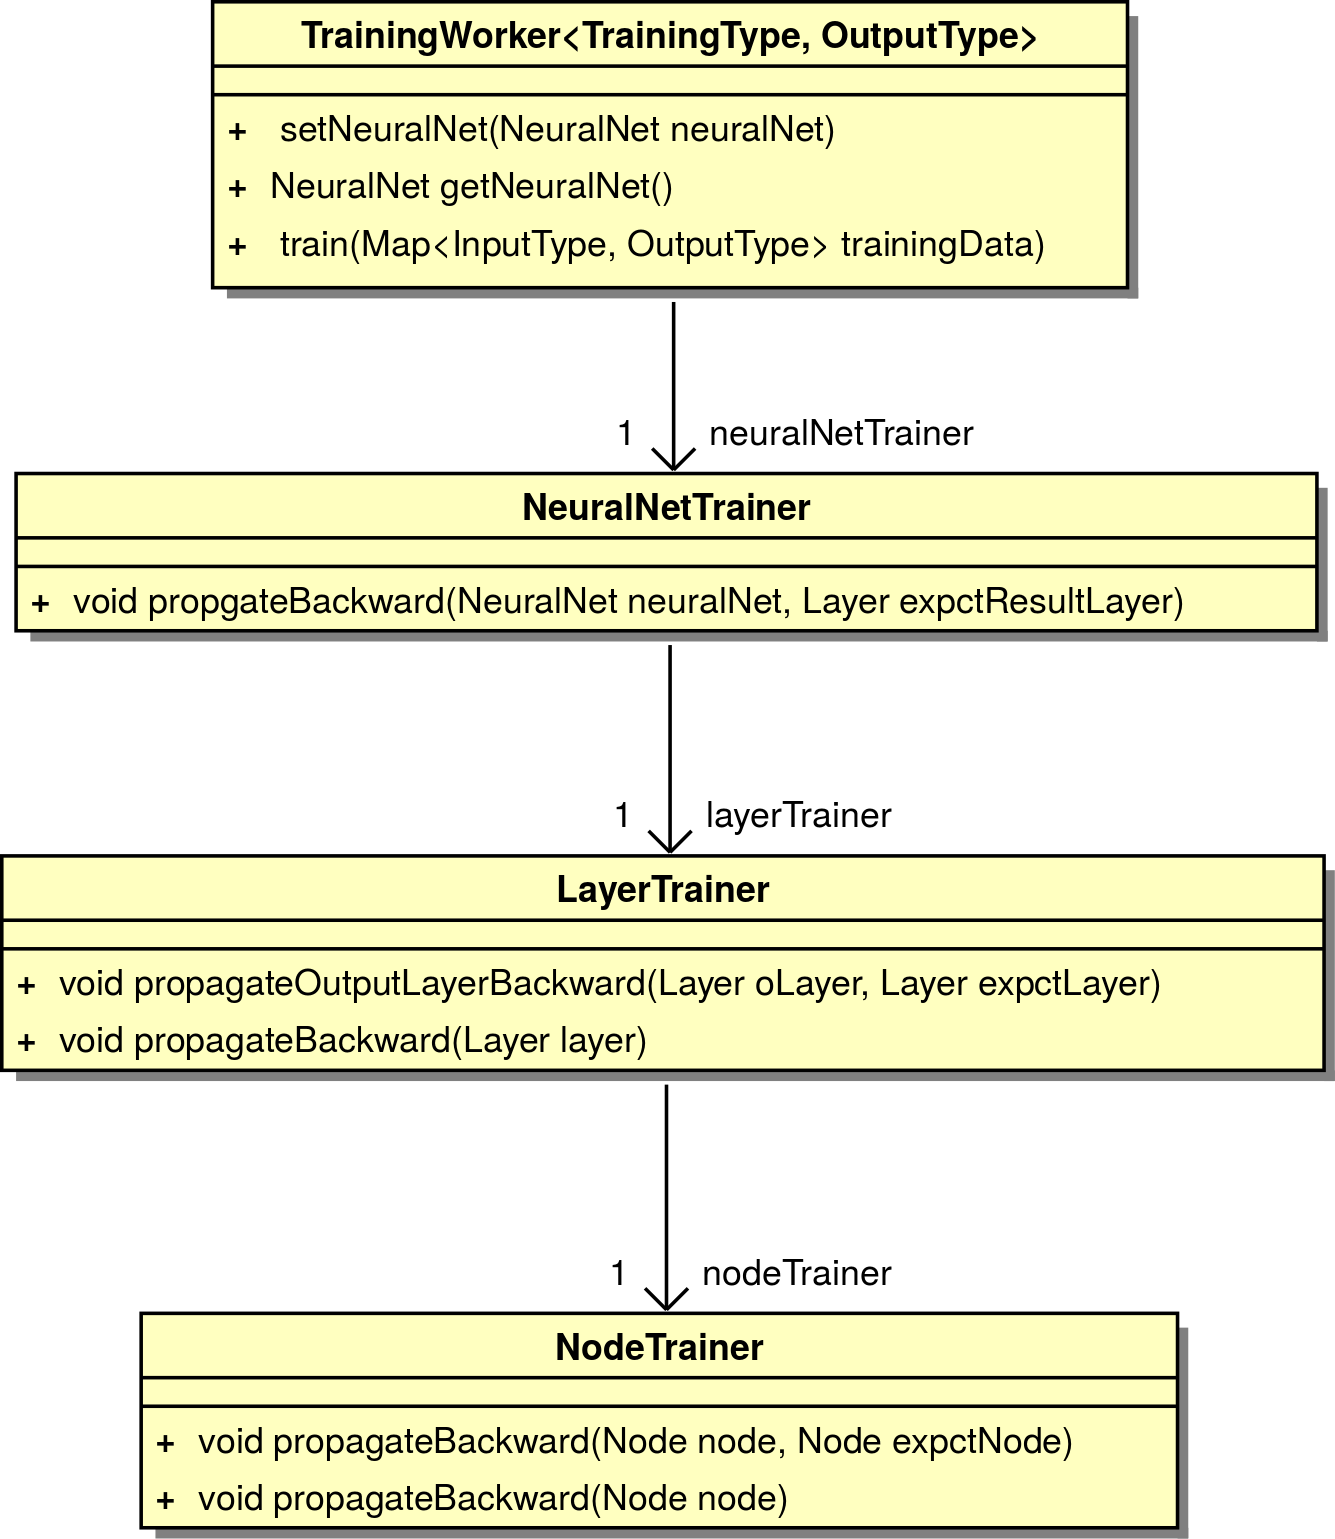 TrainingWorker<TrainingType, OutputType>
+ setNeuralNet(NeuralNet neuralNet)
+ NeuralNet getNeuralNet()
+ train(Map<InputType, OutputType> trainingData)
1 neuralNetTrainer
NeuralNetTrainer
+ void propgateBackward(NeuralNet neuralNet, Layer expctResultLayer)
1 layerTrainer
LayerTrainer
+ void propagateOutputLayerBackward(Layer oLayer, Layer expctLayer)
+ void propagateBackward(Layer layer)
1 nodeTrainer
NodeTrainer
+ void propagateBackward(Node node, Node expctNode)
+ void propagateBackward(Node node)